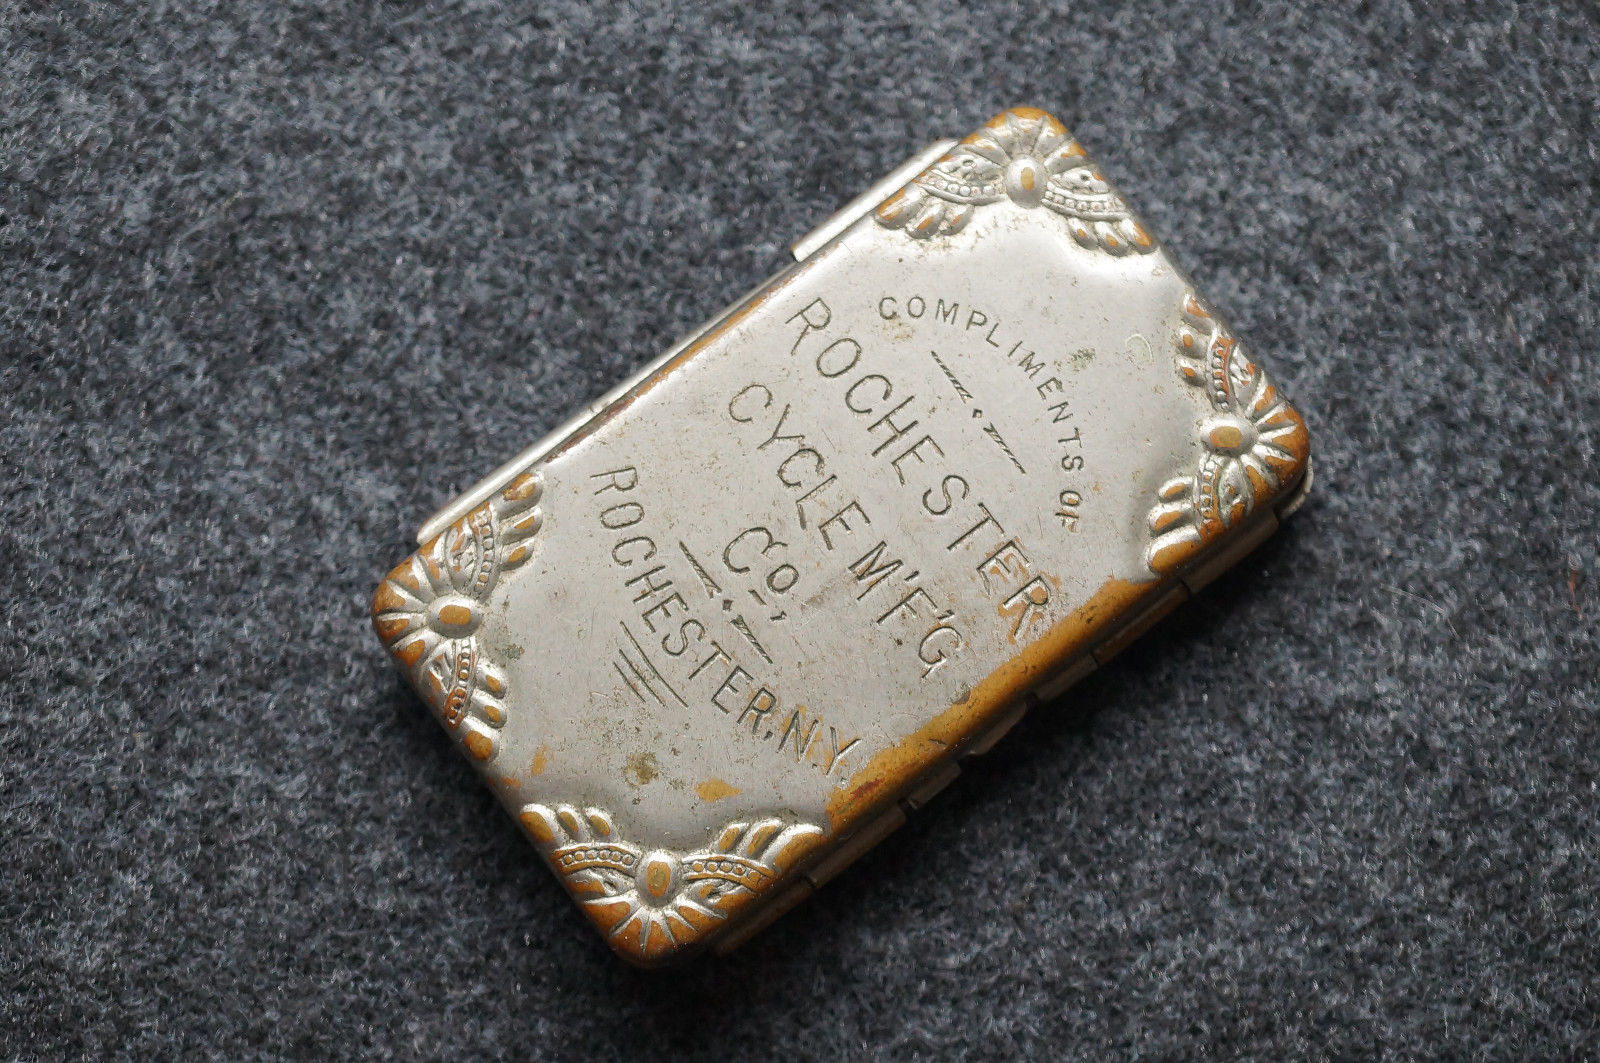 COMPLIMENTS OF
ROCHESTER
CYCLE M'F'G
Co,
ROCHESTER, N.Y.